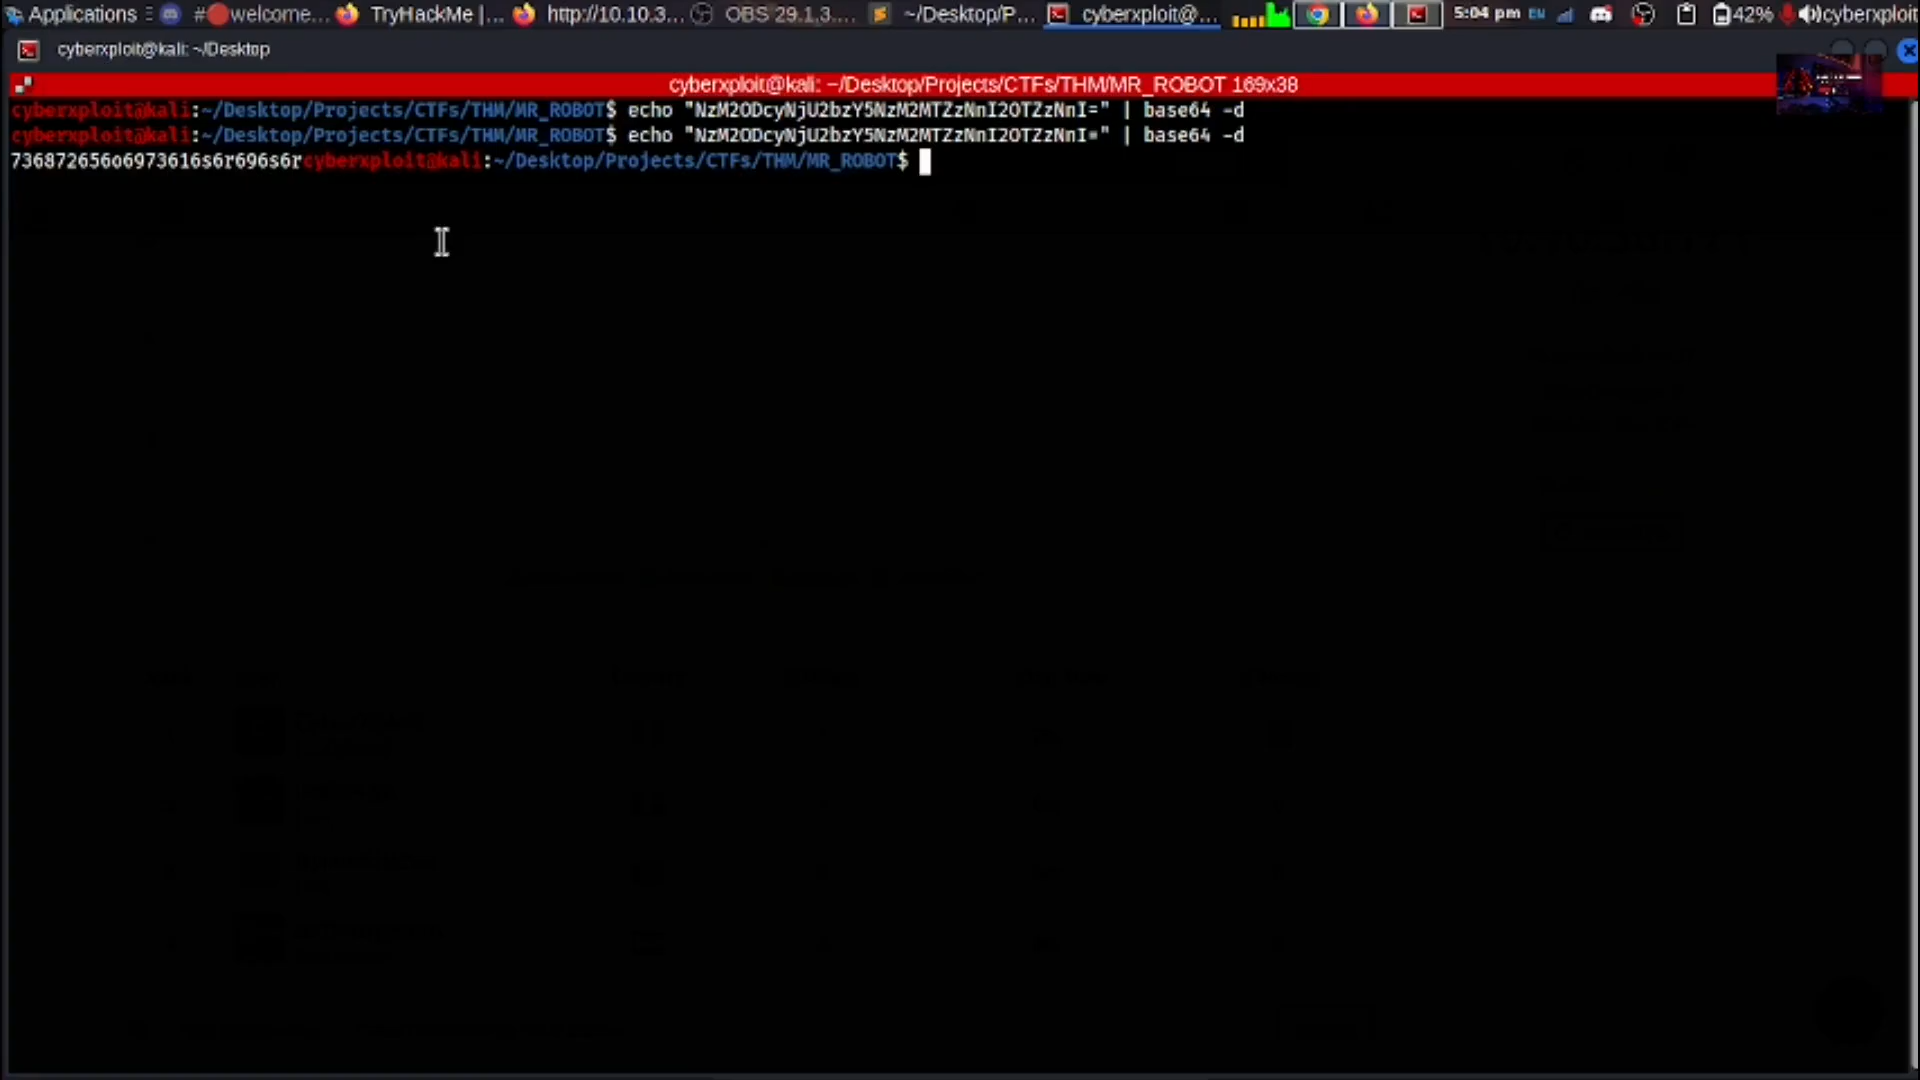 Applications
#🔴welcome...
TryHackMe |...
http://10.10.3...
OBS 29.1.3....
~/Desktop/P...
cyberxploit@...
5:04 pm
EN
42%
cyberxploit
cyberxploit@kali: ~/Desktop
cyberxploit@kali: ~/Desktop/Projects/CTFs/THM/MR_ROBOT 169x38
cyberxploit@kali:~/Desktop/Projects/CTFs/THM/MR_ROBOT$ echo "NzM2ODcyNjU2bzY5NzM2MTZzNnI2OTZzNnI=" | base64 -d
cyberxploit@kali:~/Desktop/Projects/CTFs/THM/MR_ROBOT$ echo "NzM2ODcyNjU2bzY5NzM2MTZzNnI2OTZzNnI=" | base64 -d
736872656o6973616s6r696s6rcyberxploit@kali:~/Desktop/Projects/CTFs/THM/MR_ROBOT$